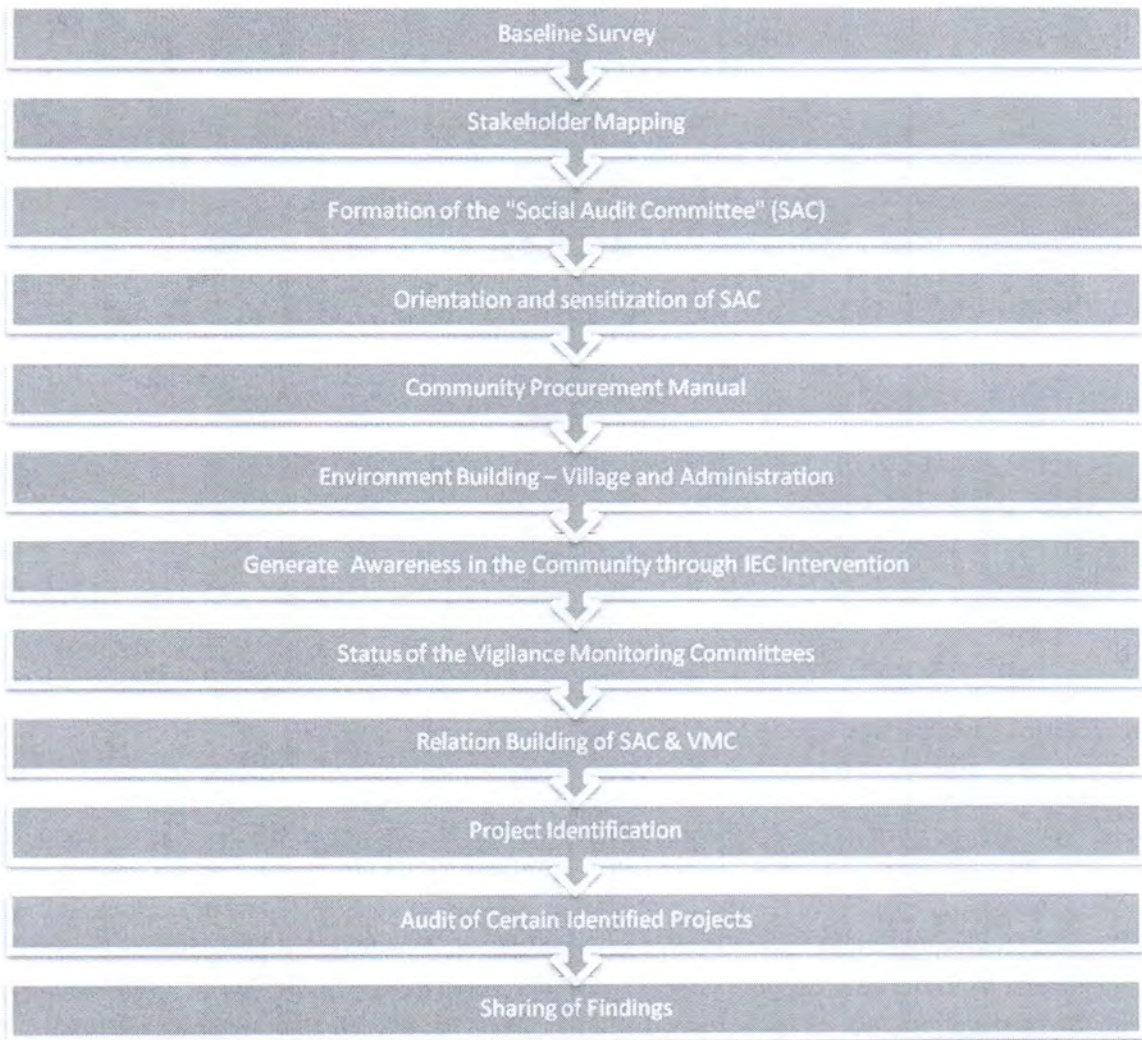 Baseline Survey
Stakeholder Mapping
Formation of the "Social Audit Committee" (SAC)
Orientation and sensitization of SAC
Community Procurement Manual
Environment Building – Village and Administration
Generate Awareness in the Community through IEC Intervention
Status of the Vigilance Monitoring Committees
Relation Building of SAC & VMC
Project Identification
Audit of Certain Identified Projects
Sharing of Findings